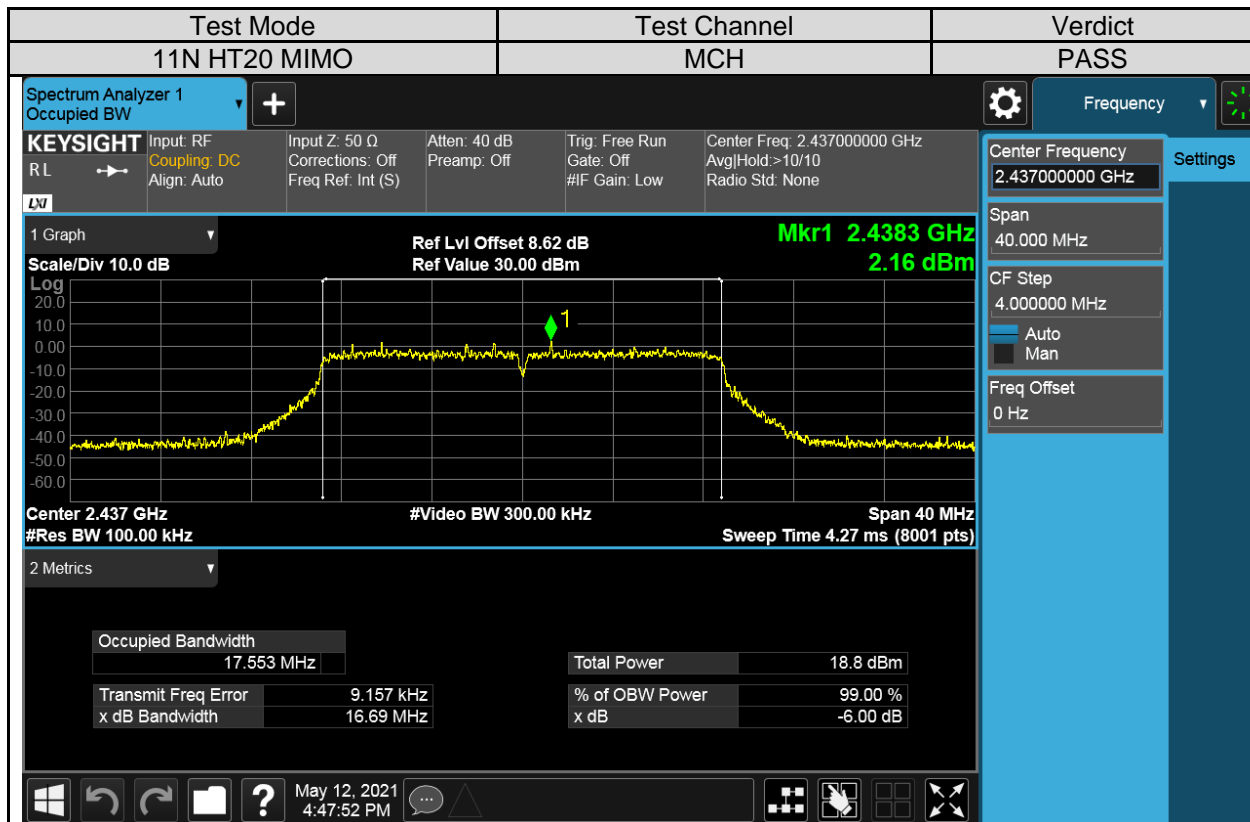 Test Mode Test Channel Verdict
11N HT20 MIMO MCH PASS
Spectrum Analyzer 1
Occupied BW
+
Frequency
KEYSIGHT
RL
LXI
Input: RF
Coupling: DC
Align: Auto
Input Z: 50 Ω
Corrections: Off
Freq Ref: Int (S)
Atten: 40 dB
Preamp: Off
Trig: Free Run
Gate: Off
#IF Gain: Low
Center Freq: 2.437000000 GHz
Avg|Hold:>10/10
Radio Std: None
Center Frequency
2.437000000 GHz
Settings
Span
40.000 MHz
CF Step
4.000000 MHz
Auto
Man
Freq Offset
0 Hz
1 Graph
Scale/Div 10.0 dB
Ref Lvl Offset 8.62 dB
Ref Value 30.00 dBm
Mkr1 2.4383 GHz
2.16 dBm
Log
20.0
10.0
0.00
-10.0
-20.0
-30.0
-40.0
-50.0
-60.0
1
Center 2.437 GHz #Video BW 300.00 kHz Span 40 MHz
#Res BW 100.00 kHz Sweep Time 4.27 ms (8001 pts)
2 Metrics
Occupied Bandwidth
17.553 MHz
Total Power 18.8 dBm
Transmit Freq Error 9.157 kHz
% of OBW Power 99.00 %
x dB Bandwidth 16.69 MHz
x dB -6.00 dB
?
May 12, 2021
4:47:52 PM